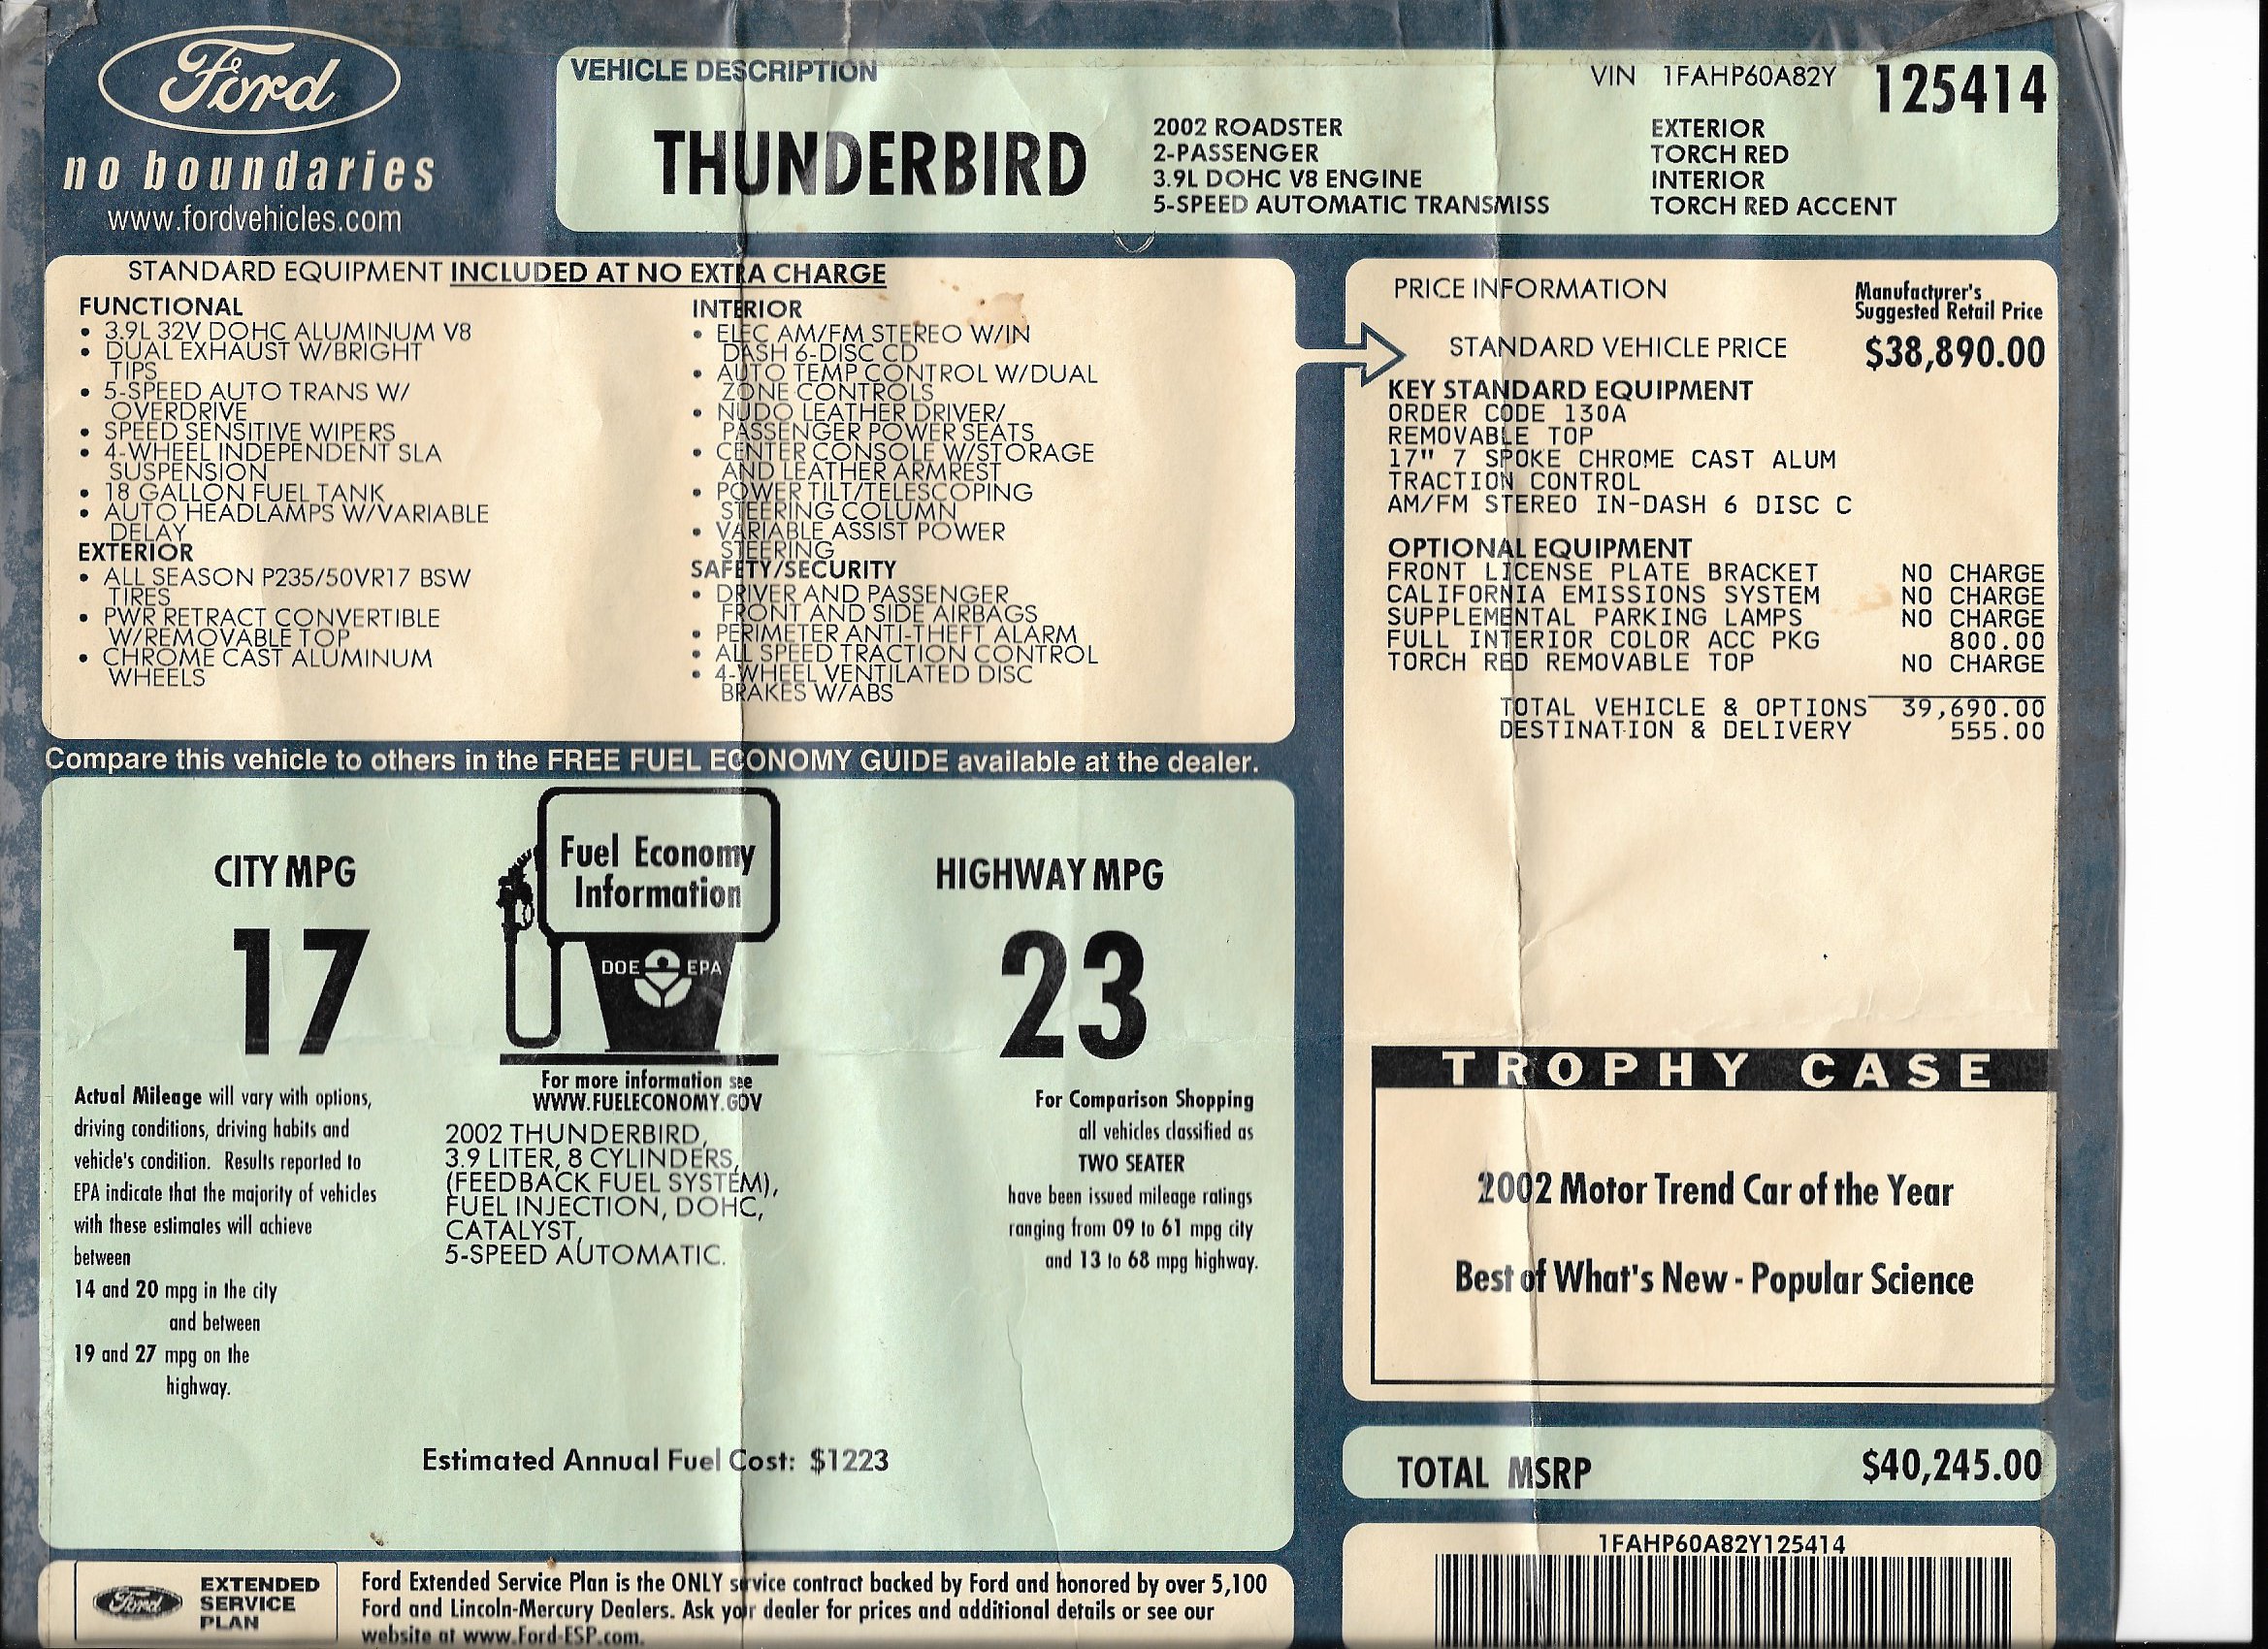 Ford
no boundaries
www.fordvehicles.com
VEHICLE DESCRIPTION
THUNDERBIRD
2002 ROADSTER
2-PASSENGER
3.9L DOHC V8 ENGINE
5-SPEED AUTOMATIC TRANSMISS
VIN 1FAHP60A82Y 125414
EXTERIOR
TORCH RED
INTERIOR
TORCH RED ACCENT
STANDARD EQUIPMENT INCLUDED AT NO EXTRA CHARGE
FUNCTIONAL
• 3.9L 32V DOHC ALUMINUM V8
• DUAL EXHAUST W/BRIGHT
TIPS
• 5-SPEED AUTO TRANS W/
OVERDRIVE
• SPEED SENSITIVE WIPERS
• 4-WHEEL INDEPENDENT SLA
SUSPENSION
• 18 GALLON FUEL TANK
• AUTO HEADLAMPS W/VARIABLE
DELAY
EXTERIOR
• ALL SEASON P235/50VR17 BSW
TIRES
• PWR RETRACT CONVERTIBLE
W/REMOVABLE TOP
• CHROME CAST ALUMINUM
WHEELS
INTERIOR
• ELEC AM/FM STEREO W/IN
DASH 6-DISC CD
• AUTO TEMP CONTROL W/DUAL
ZONE CONTROLS
• NUDO LEATHER DRIVER/
PASSENGER POWER SEATS
• CENTER CONSOLE W/STORAGE
AND LEATHER ARMREST
• POWER TILT/TELESCOPING
STEERING COLUMN
• VARIABLE ASSIST POWER
STEERING
SAFETY/SECURITY
• DRIVER AND PASSENGER
FRONT AND SIDE AIRBAGS
• PERIMETER ANTI-THEFT ALARM
• ALL SPEED TRACTION CONTROL
• 4-WHEEL VENTILATED DISC
BRAKES W/ABS
PRICE INFORMATION
Manufacturer's
Suggested Retail Price
STANDARD VEHICLE PRICE $38,890.00
KEY STANDARD EQUIPMENT
ORDER CODE 130A
REMOVABLE TOP
17" 7 SPOKE CHROME CAST ALUM
TRACTION CONTROL
AM/FM STEREO IN-DASH 6 DISC C
OPTIONAL EQUIPMENT
FRONT LICENSE PLATE BRACKET NO CHARGE
CALIFORNIA EMISSIONS SYSTEM NO CHARGE
SUPPLEMENTAL PARKING LAMPS NO CHARGE
FULL INTERIOR COLOR ACC PKG 800.00
TORCH RED REMOVABLE TOP NO CHARGE
TOTAL VEHICLE & OPTIONS 39,690.00
DESTINATION & DELIVERY 555.00
Compare this vehicle to others in the FREE FUEL ECONOMY GUIDE available at the dealer.
CITY MPG
17
Fuel Economy
Information
DOE EPA
HIGHWAY MPG
23
Actual Mileage will vary with options,
driving conditions, driving habits and
vehicle's condition. Results reported to
EPA indicate that the majority of vehicles
with these estimates will achieve
between
14 and 20 mpg in the city
and between
19 and 27 mpg on the
highway.
For more information see
WWW.FUELECONOMY.GOV
2002 THUNDERBIRD,
3.9 LITER, 8 CYLINDERS,
(FEEDBACK FUEL SYSTEM),
FUEL INJECTION, DOHC,
CATALYST,
5-SPEED AUTOMATIC.
For Comparison Shopping
all vehicles classified as
TWO SEATER
have been issued mileage ratings
ranging from 09 to 61 mpg city
and 13 to 68 mpg highway.
Estimated Annual Fuel Cost: $1223
TROPHY CASE
2002 Motor Trend Car of the Year
Best of What's New - Popular Science
TOTAL MSRP $40,245.00
1FAHP60A82Y125414
Ford
EXTENDED
SERVICE
PLAN
Ford Extended Service Plan is the ONLY service contract backed by Ford and honored by over 5,100
Ford and Lincoln-Mercury Dealers. Ask your dealer for prices and additional details or see our
website at www.Ford-ESP.com.